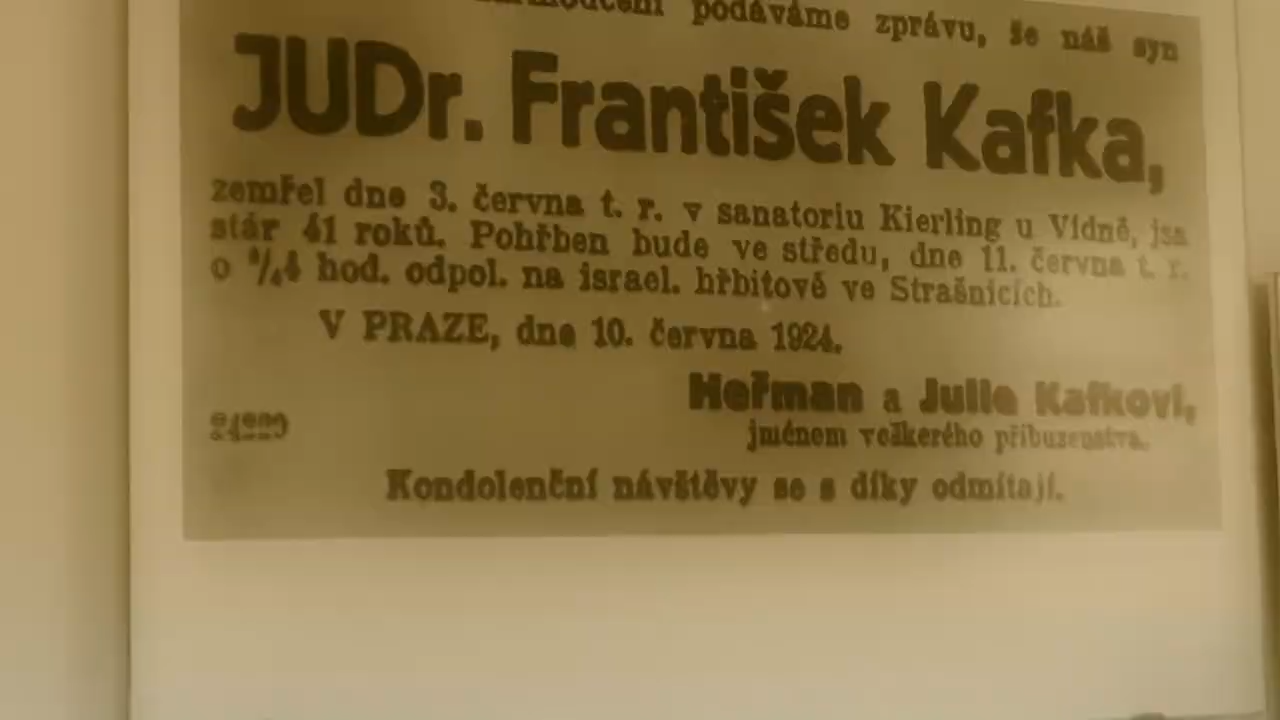 podáváme zprávu, že náš syn
JUDr. František Kafka,
zemřel dne 3. června t. r. v sanatoriu Kierling u Vídně, jsa
stár 41 roků. Pohřben bude ve středu, dne 11. června t. r.
o ¾4 hod. odpol. na israel. hřbitově ve Strašnicích.
V PRAZE, dne 10. června 1924.
Heřman a Julie Kafkovi,
jménem veškerého příbuzenstva.
Kondolenční návštěvy se s díky odmítají.